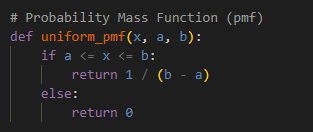 # Probability Mass Function (pmf)
def uniform_pmf(x, a, b):
    if a <= x <= b:
        return 1 / (b - a)
    else:
        return 0